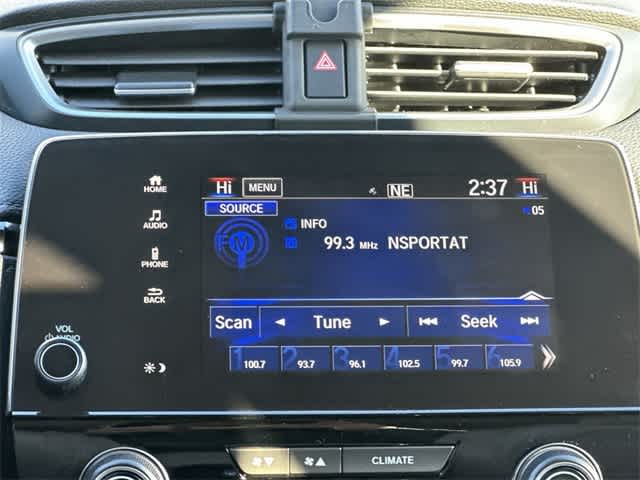 HOME
AUDIO
PHONE
BACK
VOL
AUDIO
Hi MENU NE 2:37 Hi
SOURCE 05
FM
INFO
99.3 MHz NSPORTAT
Scan Tune Seek
1 100.7 2 93.7 3 96.1 4 102.5 5 99.7 6 105.9
CLIMATE